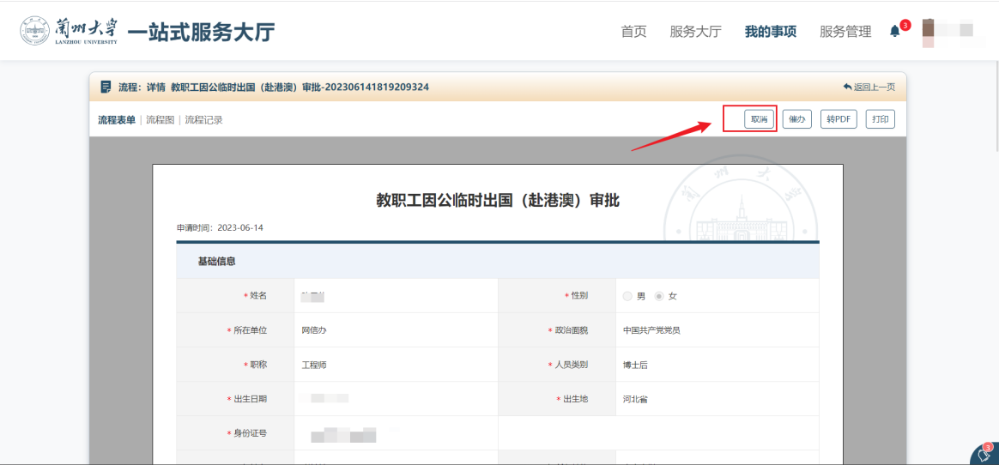 蘭州大学 一站式服务大厅 首页 服务大厅 我的事项 服务管理 3
LANZHOU UNIVERSITY
流程：详情 教职工因公临时出国（赴港澳）审批-202306141819209324 返回上一页
流程表单 | 流程图 | 流程记录 取消 催办 转PDF 打印
兰州大学
教职工因公临时出国（赴港澳）审批
申请时间：2023-06-14
基础信息
* 姓名 * 性别 男 女
* 所在单位 网信办 * 政治面貌 中国共产党党员
* 职称 工程师 * 人员类别 博士后
* 出生日期 * 出生地 河北省
* 身份证号
3